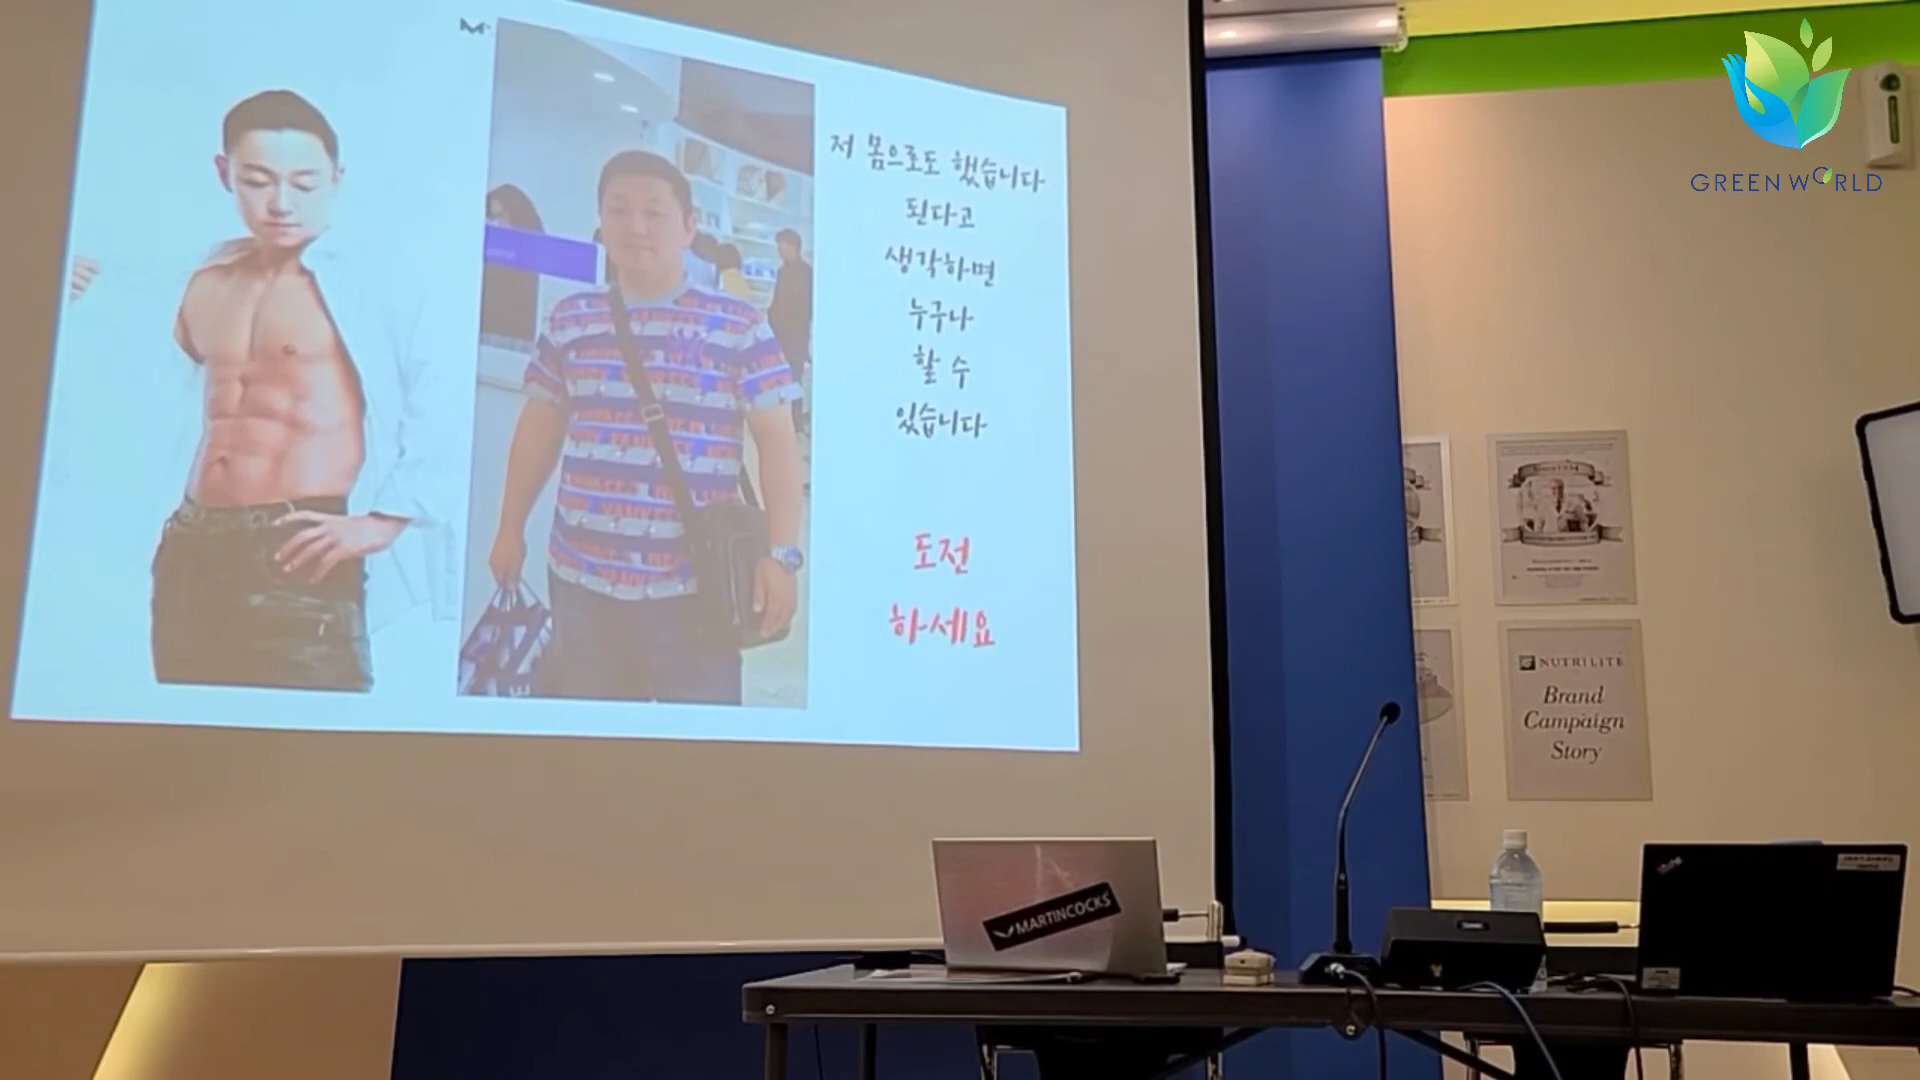 저 몸으로도 했습니다
된다고
생각하면
누구나
할 수
있습니다
도전
하세요
GREEN WORLD
NUTRILITE
Brand
Campaign
Story
MARTINCOCKS